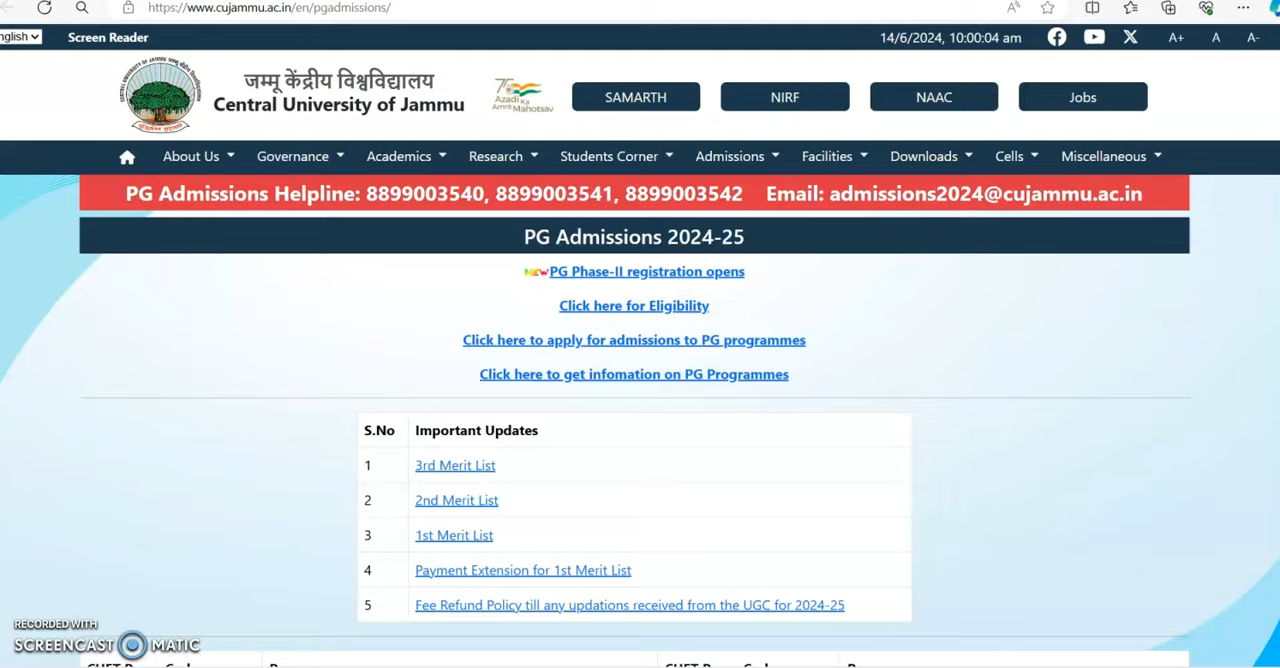 https://www.cujammu.ac.in/en/pgadmissions/
nglish
Screen Reader
14/6/2024, 10:00:04 am
A+ A A-
जम्मू केंद्रीय विश्वविद्यालय
Central University of Jammu
Azadi Ka Amrit Mahotsav
SAMARTH NIRF NAAC Jobs
About Us Governance Academics Research Students Corner Admissions Facilities Downloads Cells Miscellaneous
PG Admissions Helpline: 8899003540, 8899003541, 8899003542 Email: admissions2024@cujammu.ac.in
PG Admissions 2024-25
NEW PG Phase-II registration opens
Click here for Eligibility
Click here to apply for admissions to PG programmes
Click here to get infomation on PG Programmes
S.No Important Updates
1 3rd Merit List
2 2nd Merit List
3 1st Merit List
4 Payment Extension for 1st Merit List
5 Fee Refund Policy till any updations received from the UGC for 2024-25
RECORDED WITH
SCREENCAST MATIC